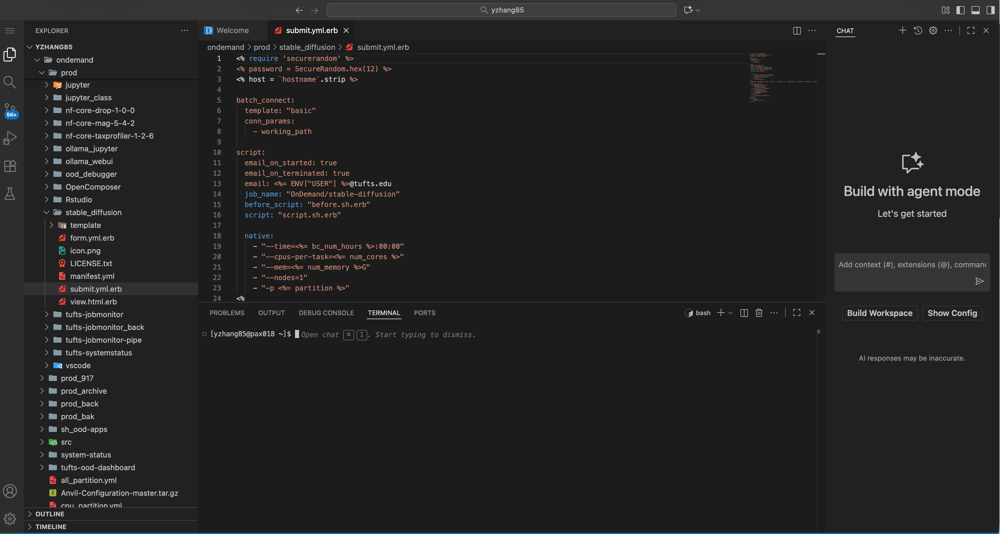 yzhang85
EXPLORER
YZHANG85
ondemand
prod
jupyter
jupyter_class
nf-core-drop-1-0-0
nf-core-mag-5-4-2
nf-core-taxprofiler-1-2-6
ollama_jupyter
ollama_webui
ood_debugger
OpenComposer
Rstudio
stable_diffusion
template
form.yml.erb
icon.png
LICENSE.txt
manifest.yml
submit.yml.erb
view.html.erb
tufts-jobmonitor
tufts-jobmonitor_back
tufts-jobmonitor-pipe
tufts-systemstatus
vscode
prod_917
prod_archive
prod_back
prod_bak
sh_ood-apps
src
system-status
tufts-ood-dashboard
all_partition.yml
Anvil-Configuration-master.tar.gz
cpu_partition.yml
OUTLINE
TIMELINE
5K+
Welcome
submit.yml.erb
ondemand > prod > stable_diffusion > submit.yml.erb
1 <% require 'securerandom' %>
2 <% password = SecureRandom.hex(12) %>
3 <% host = `hostname`.strip %>
4
5 batch_connect:
6 template: "basic"
7 conn_params:
8 - working_path
9
10 script:
11 email_on_started: true
12 email_on_terminated: true
13 email: <%= ENV["USER"] %>@tufts.edu
14 job_name: "OnDemand/stable-diffusion"
15 before_script: "before.sh.erb"
16 script: "script.sh.erb"
17
18 native:
19 - "--time=<%= bc_num_hours %>:00:00"
20 - "--cpus-per-task=<%= num_cores %>"
21 - "--mem=<%= num_memory %>G"
22 - "--nodes=1"
23 - "-p <%= partition %>"
24 <%
PROBLEMS OUTPUT DEBUG CONSOLE TERMINAL PORTS
bash
[yzhang85@pax018 ~]$ Open chat ⌘ I. Start typing to dismiss.
CHAT
Build with agent mode
Let's get started
Add context (#), extensions (@), comman
Build Workspace
Show Config
AI responses may be inaccurate.